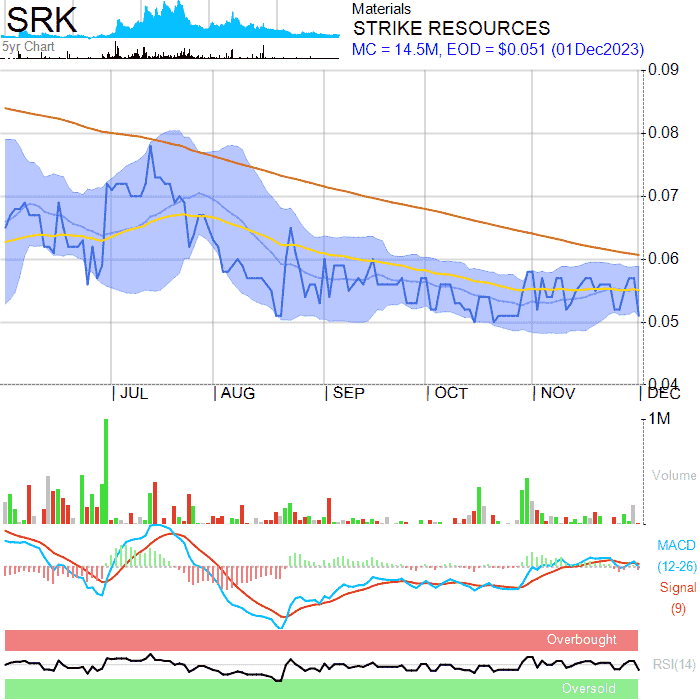 SRK
5yr Chart
Materials
STRIKE RESOURCES
MC = 14.5M, EOD = $0.051 (01Dec2023)
0.09
0.08
0.07
0.06
0.05
0.04
JUL AUG SEP OCT NOV DEC
1M
Volume
MACD
(12-26)
Signal
(9)
Overbought
RSI(14)
Oversold